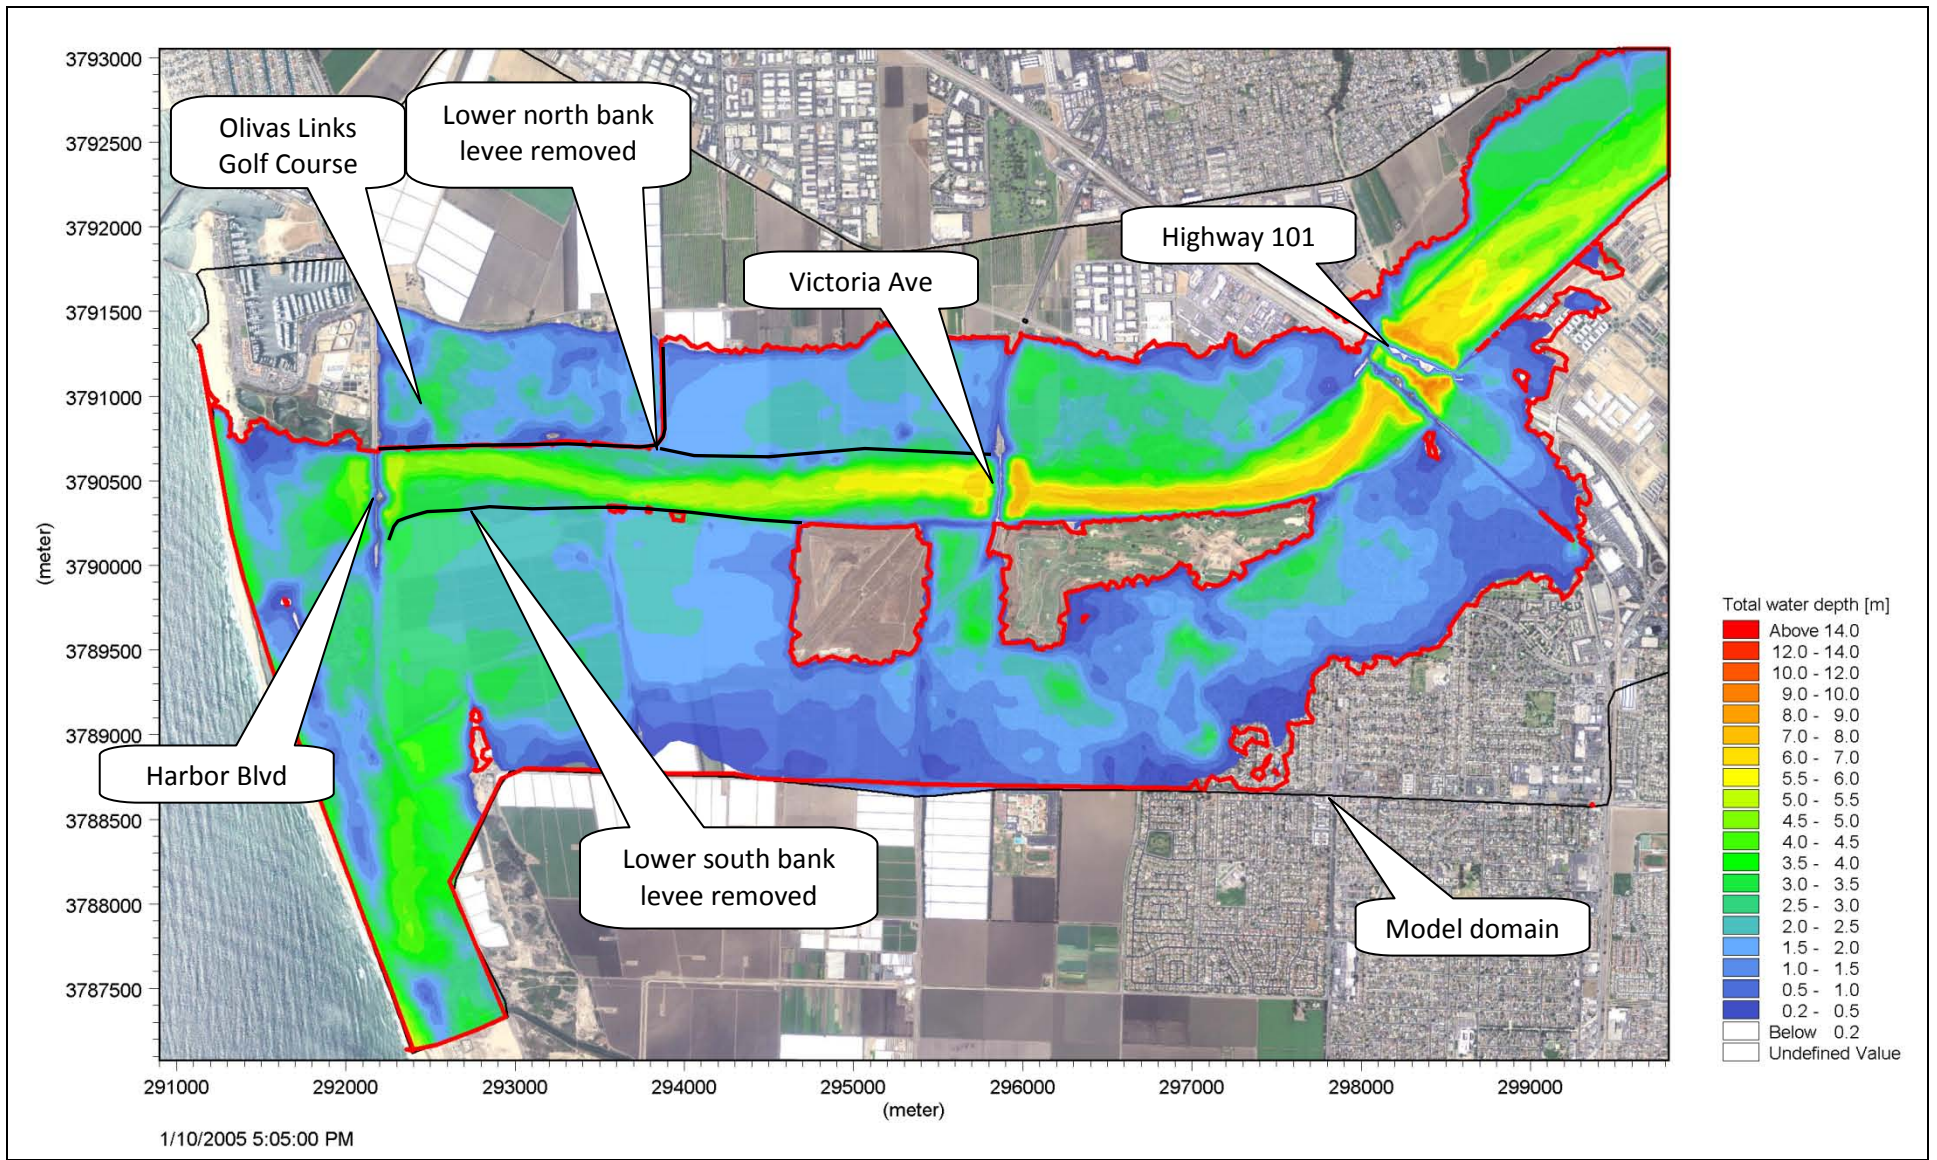 3793000
3792500
3792000
3791500
3791000
3790500
3790000
3789500
3789000
3788500
3788000
3787500
(meter)
Olivas Links
Golf Course
Lower north bank
levee removed
Victoria Ave
Highway 101
Harbor Blvd
Lower south bank
levee removed
Model domain
291000 292000 293000 294000 295000 296000 297000 298000 299000
(meter)
1/10/2005 5:05:00 PM
Total water depth [m]
Above 14.0
12.0 - 14.0
10.0 - 12.0
9.0 - 10.0
8.0 - 9.0
7.0 - 8.0
6.0 - 7.0
5.5 - 6.0
5.0 - 5.5
4.5 - 5.0
4.0 - 4.5
3.5 - 4.0
3.0 - 3.5
2.5 - 3.0
2.0 - 2.5
1.5 - 2.0
1.0 - 1.5
0.5 - 1.0
0.2 - 0.5
Below 0.2
Undefined Value